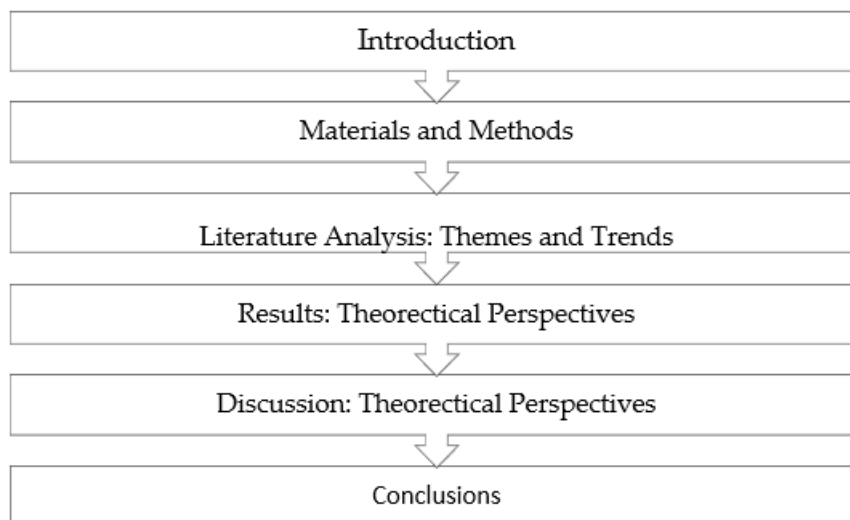 Introduction
Materials and Methods
Literature Analysis: Themes and Trends
Results: Theorectical Perspectives
Discussion: Theorectical Perspectives
Conclusions